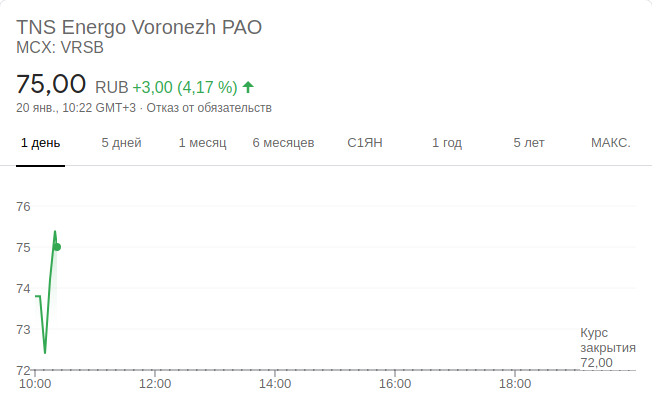 TNS Energo Voronezh PAO
MCX: VRSB
75,00 RUB +3,00 (4,17 %)
20 янв., 10:22 GMT+3 · Отказ от обязательств
1 день 5 дней 1 месяц 6 месяцев С1ЯН 1 год 5 лет МАКС.
76
75
74
73
Курс
закрытия
72,00
72
10:00 12:00 14:00 16:00 18:00